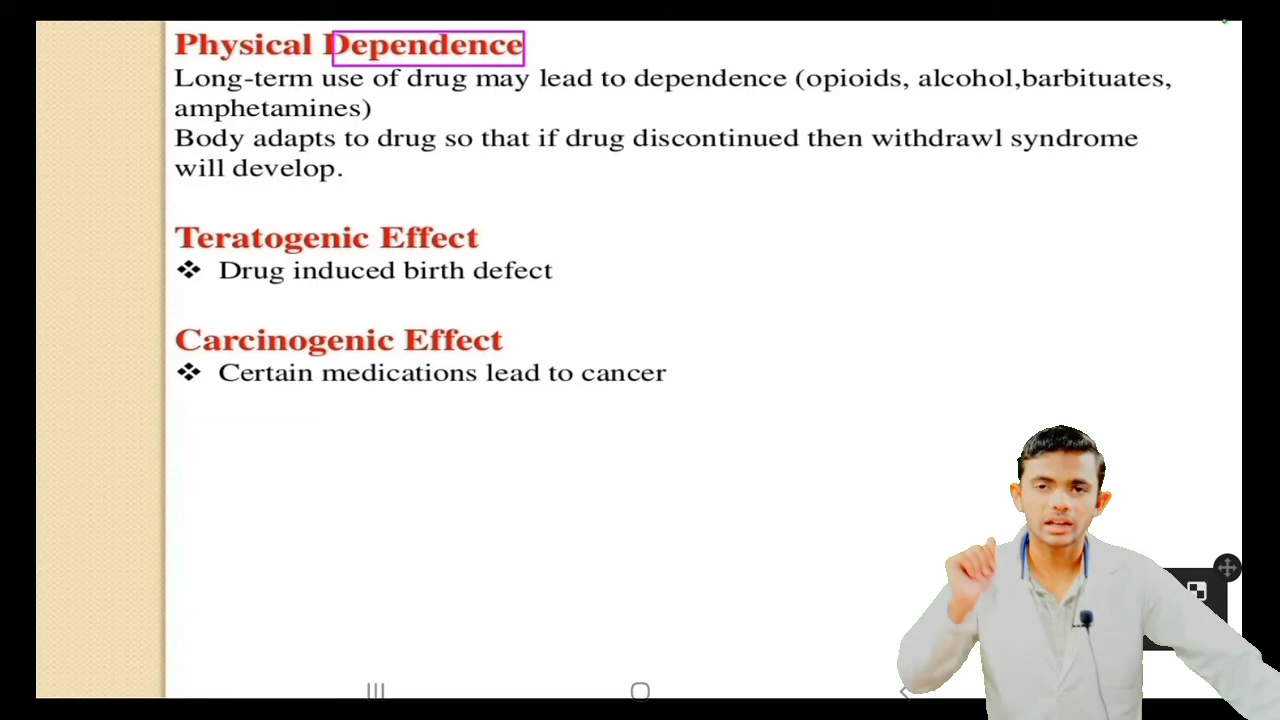 Physical Dependence
Long-term use of drug may lead to dependence (opioids, alcohol,barbituates,
amphetamines)
Body adapts to drug so that if drug discontinued then withdrawl syndrome
will develop.
Teratogenic Effect
❖ Drug induced birth defect
Carcinogenic Effect
❖ Certain medications lead to cancer